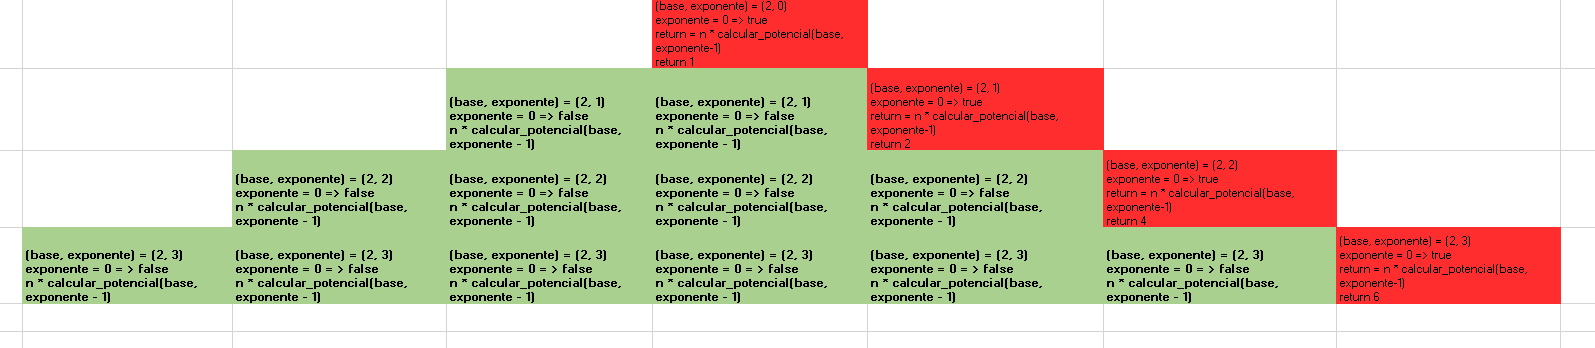 (base, exponente) = (2, 0)
exponente = 0 => true
return = n * calcular_potencial(base,
exponente-1)
return 1
(base, exponente) = (2, 1)
exponente = 0 => false
n * calcular_potencial(base,
exponente - 1)
(base, exponente) = (2, 1)
exponente = 0 => false
n * calcular_potencial(base,
exponente - 1)
(base, exponente) = (2, 1)
exponente = 0 => true
return = n * calcular_potencial(base,
exponente-1)
return 2
(base, exponente) = (2, 2)
exponente = 0 => false
n * calcular_potencial(base,
exponente - 1)
(base, exponente) = (2, 2)
exponente = 0 => false
n * calcular_potencial(base,
exponente - 1)
(base, exponente) = (2, 2)
exponente = 0 => false
n * calcular_potencial(base,
exponente - 1)
(base, exponente) = (2, 2)
exponente = 0 => false
n * calcular_potencial(base,
exponente - 1)
(base, exponente) = (2, 2)
exponente = 0 => true
return = n * calcular_potencial(base,
exponente-1)
return 4
(base, exponente) = (2, 3)
exponente = 0 = > false
n * calcular_potencial(base,
exponente - 1)
(base, exponente) = (2, 3)
exponente = 0 = > false
n * calcular_potencial(base,
exponente - 1)
(base, exponente) = (2, 3)
exponente = 0 = > false
n * calcular_potencial(base,
exponente - 1)
(base, exponente) = (2, 3)
exponente = 0 = > false
n * calcular_potencial(base,
exponente - 1)
(base, exponente) = (2, 3)
exponente = 0 = > false
n * calcular_potencial(base,
exponente - 1)
(base, exponente) = (2, 3)
exponente = 0 = > false
n * calcular_potencial(base,
exponente - 1)
(base, exponente) = (2, 3)
exponente = 0 => true
return = n * calcular_potencial(base,
exponente-1)
return 6